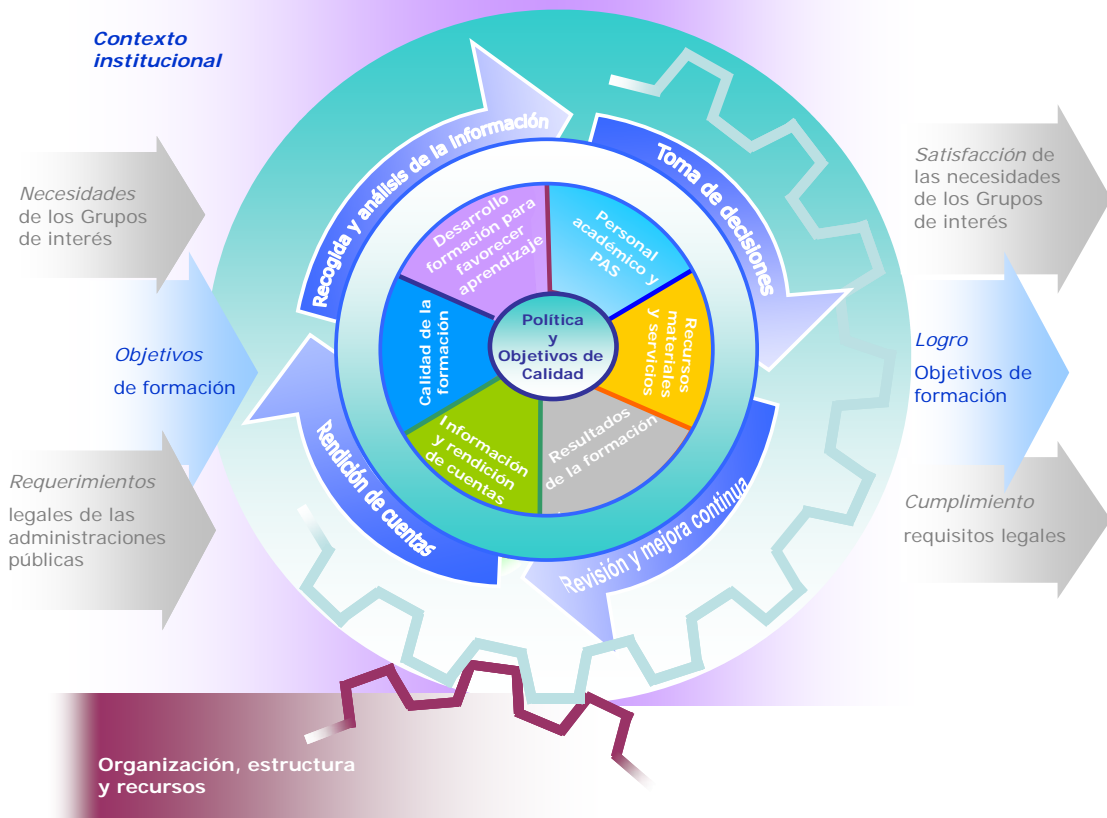 Contexto
institucional
Necesidades
de los Grupos
de interés
Objetivos
de formación
Requerimientos
legales de las
administraciones
públicas
Recogida y análisis de la información
Toma de decisiones
Revisión y mejora continua
Rendición de cuentas
Desarrollo
formación para
favorecer
aprendizaje
Personal
académico y
PAS
Recursos
materiales
y servicios
Resultados
de la formación
Información
y rendición
de cuentas
Calidad de la
formación
Política
y
Objetivos de
Calidad
Satisfacción de
las necesidades
de los Grupos
de interés
Logro
Objetivos de
formación
Cumplimiento
requisitos legales
Organización, estructura
y recursos